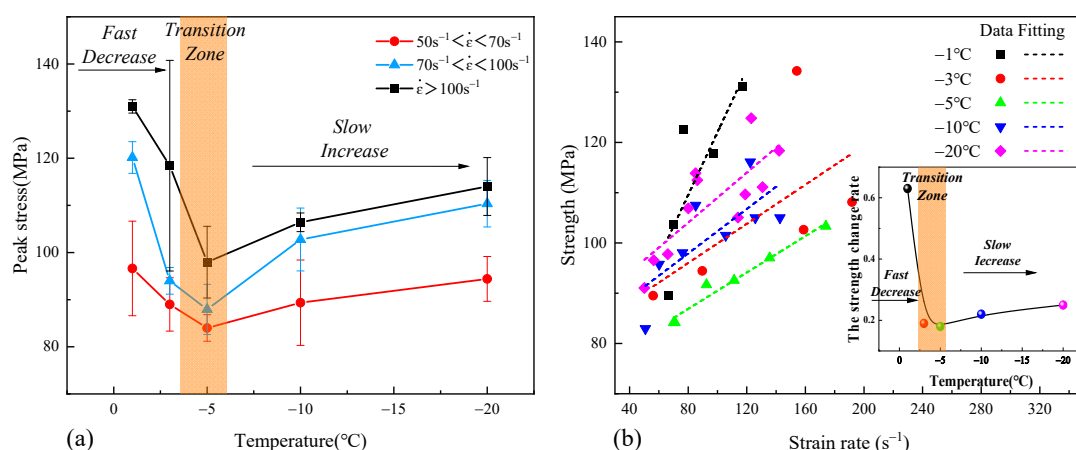 Fast
Decrease
Transition
Zone
50s⁻¹<ε̇<70s⁻¹
70s⁻¹<ε̇<100s⁻¹
ε̇>100s⁻¹
Slow
Increase
Peak stress(MPa)
140
120
100
80
0
−5
−10
−15
−20
Temperature(℃)
(a)
Data Fitting
−1℃
−3℃
−5℃
−10℃
−20℃
Strength (MPa)
140
120
100
80
40
80
120
160
200
240
280
320
Strain rate (s⁻¹)
(b)
Transition
Zone
Slow
Iecrease
Fast
Decrease
The strength change rate
0.6
0.4
0.2
0
−5
−10
−15
−20
Temperature(℃)